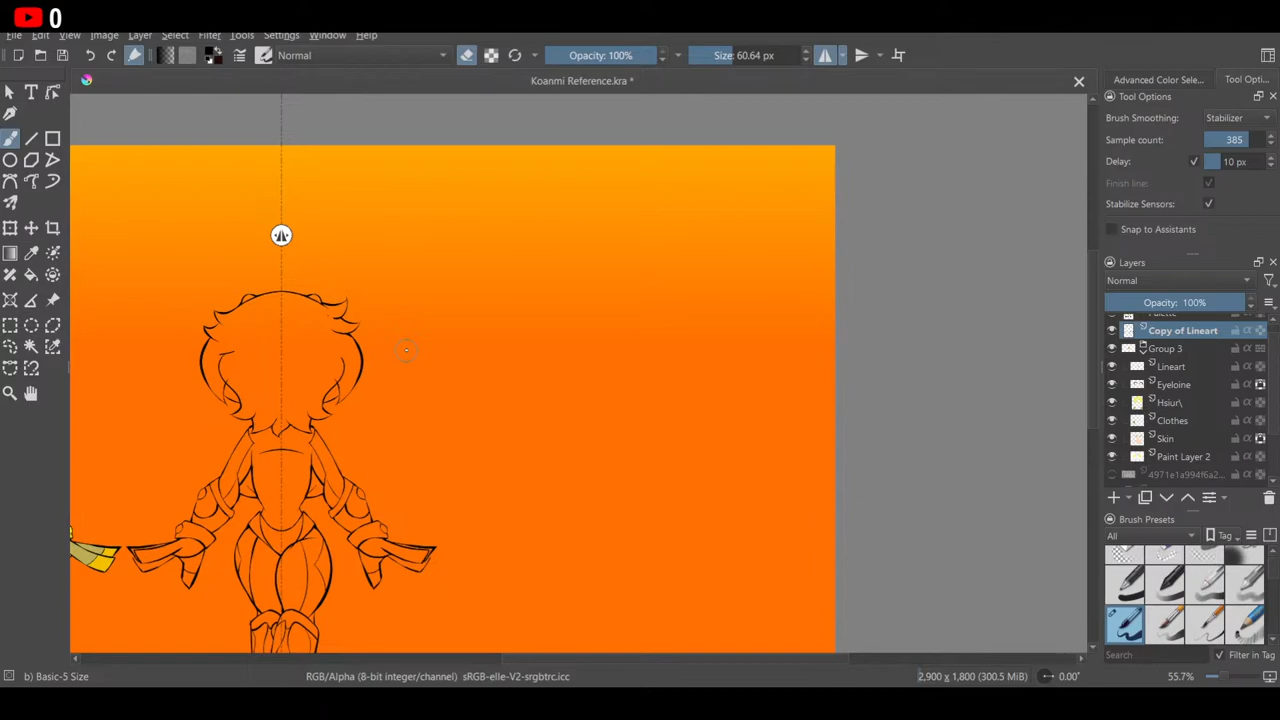 0
File Edit View Image Layer Select Filter Tools Settings Window Help
Normal
Opacity: 100%
Size: 60.64 px
Koanmi Reference.kra *
Advanced Color Sele...
Tool Opti...
Tool Options
Brush Smoothing: Stabilizer
Sample count: 385
Delay: 10 px
Finish line:
Stabilize Sensors:
Snap to Assistants
Layers
Normal
Opacity: 100%
Palette
Copy of Lineart
Group 3
Lineart
Eyeloine
Hsiur\
Clothes
Skin
Paint Layer 2
4971e1a994f6a2...
Brush Presets
All
Tag
Search
Filter in Tag
b) Basic-5 Size
RGB/Alpha (8-bit integer/channel) sRGB-elle-V2-srgbtrc.icc
2,900 x 1,800 (300.5 MiB)
0.00°
55.7%